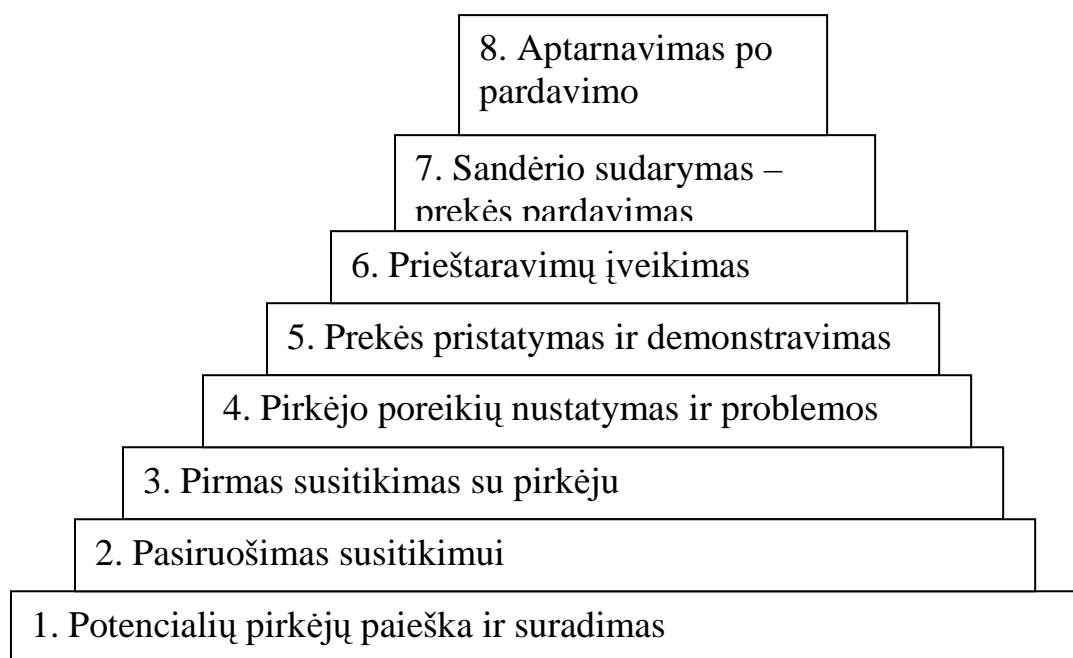 8. Aptarnavimas po
pardavimo
7. Sandėrio sudarymas –
prekės pardavimas
6. Prieštaravimų įveikimas
5. Prekės pristatymas ir demonstravimas
4. Pirkėjo poreikių nustatymas ir problemos
3. Pirmas susitikimas su pirkėju
2. Pasiruošimas susitikimui
1. Potencialių pirkėjų paieška ir suradimas